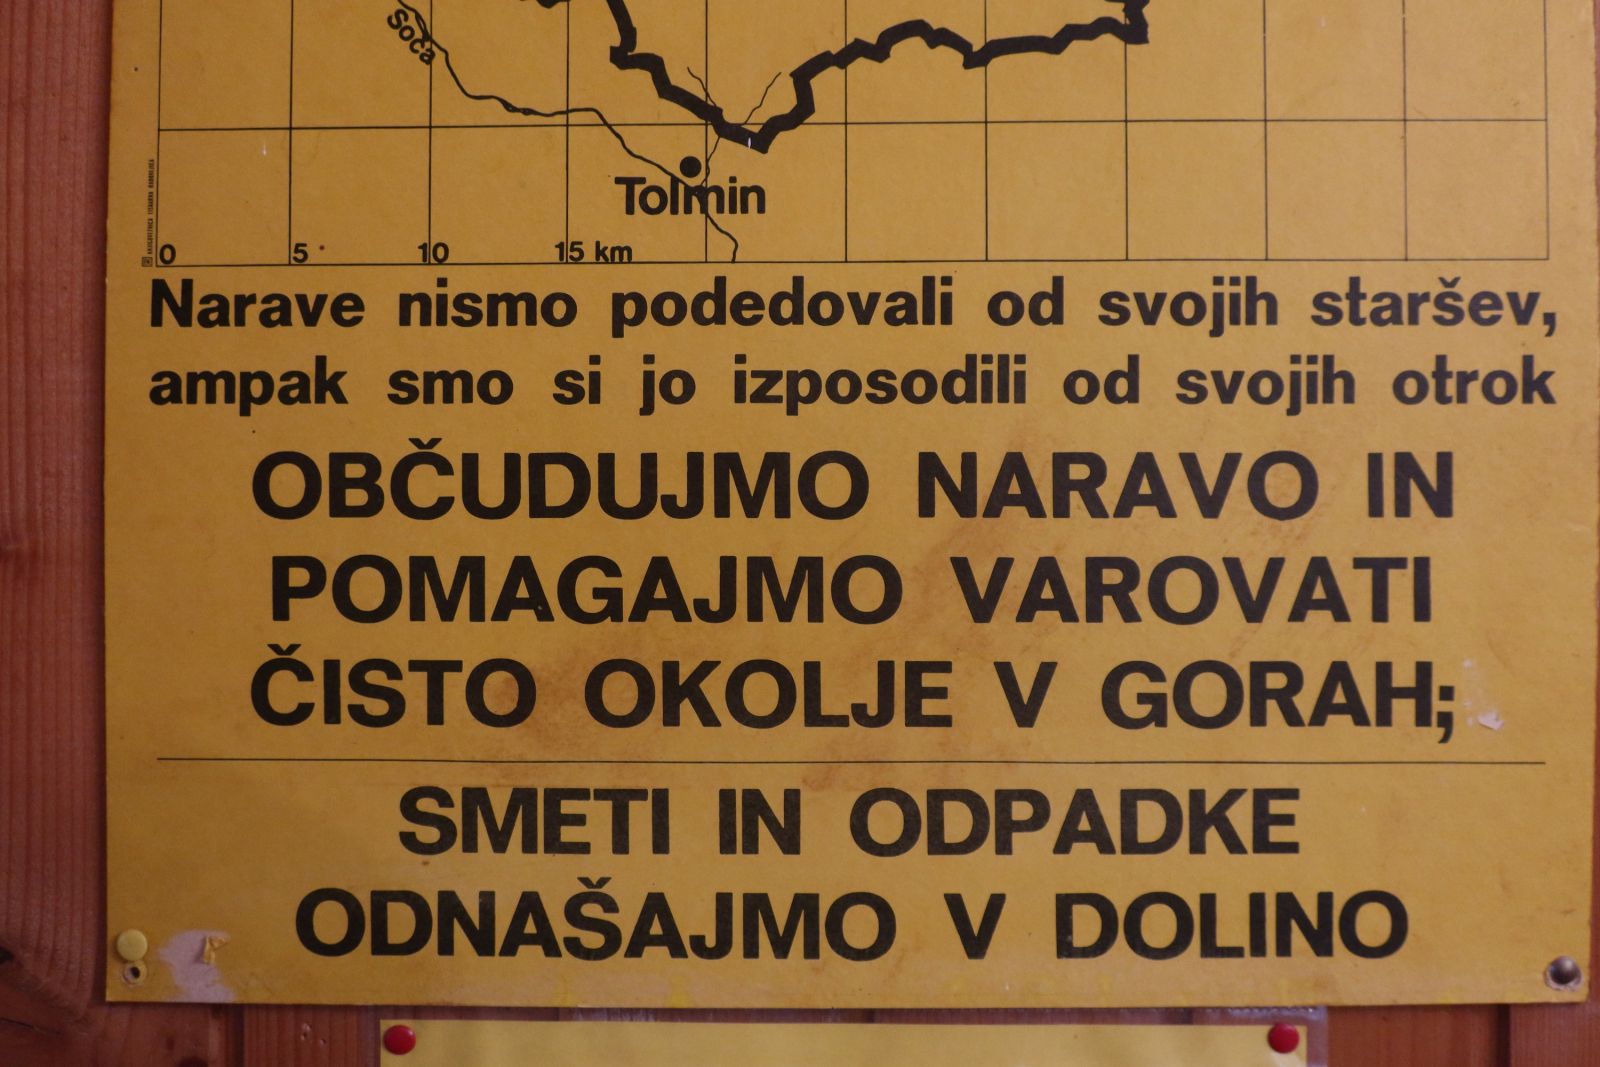 Soča
Tolmin
0 5 10 15 km
Narave nismo podedovali od svojih staršev,
ampak smo si jo izposodili od svojih otrok
OBČUDUJMO NARAVO IN
POMAGAJMO VAROVATI
ČISTO OKOLJE V GORAH;
SMETI IN ODPADKE
ODNAŠAJMO V DOLINO